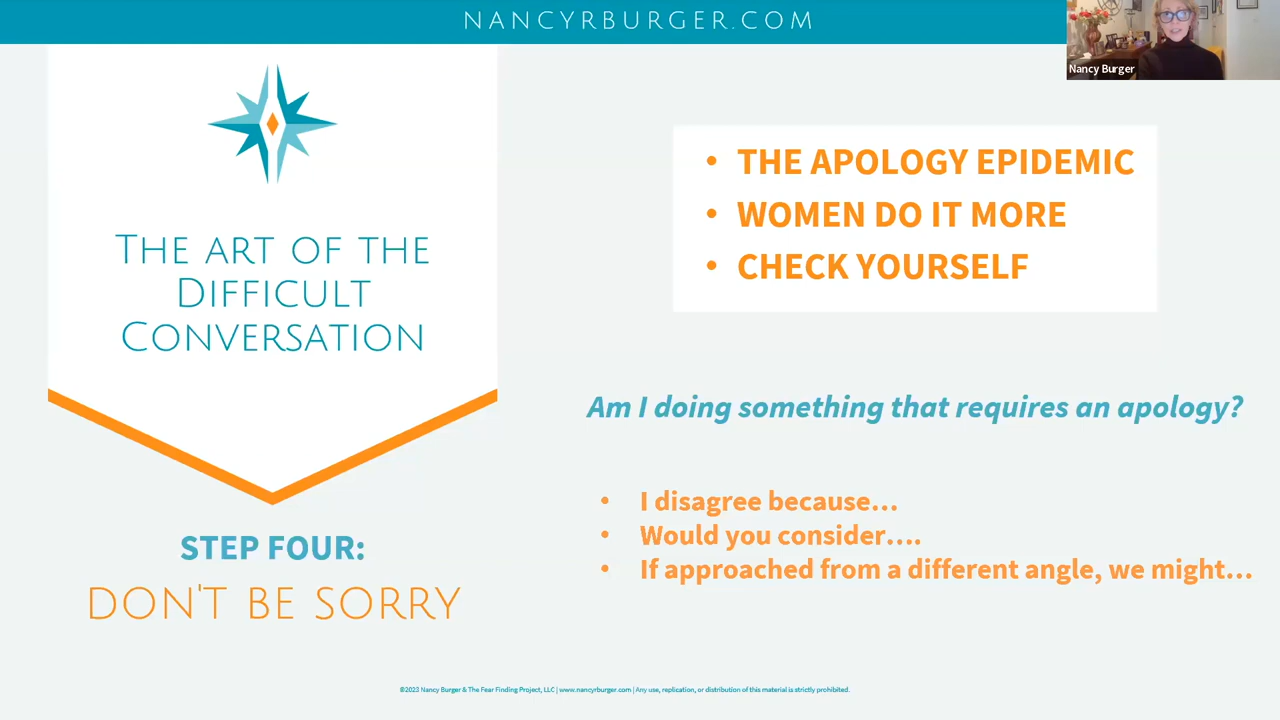 NANCYRBURGER.COM
Nancy Burger
THE ART OF THE
DIFFICULT
CONVERSATION
STEP FOUR:
DON'T BE SORRY
• THE APOLOGY EPIDEMIC
• WOMEN DO IT MORE
• CHECK YOURSELF
Am I doing something that requires an apology?
• I disagree because...
• Would you consider....
• If approached from a different angle, we might...
©2023 Nancy Burger & The Fear Finding Project, LLC | www.nancyrburger.com | Any use, replication, or distribution of this material is strictly prohibited.